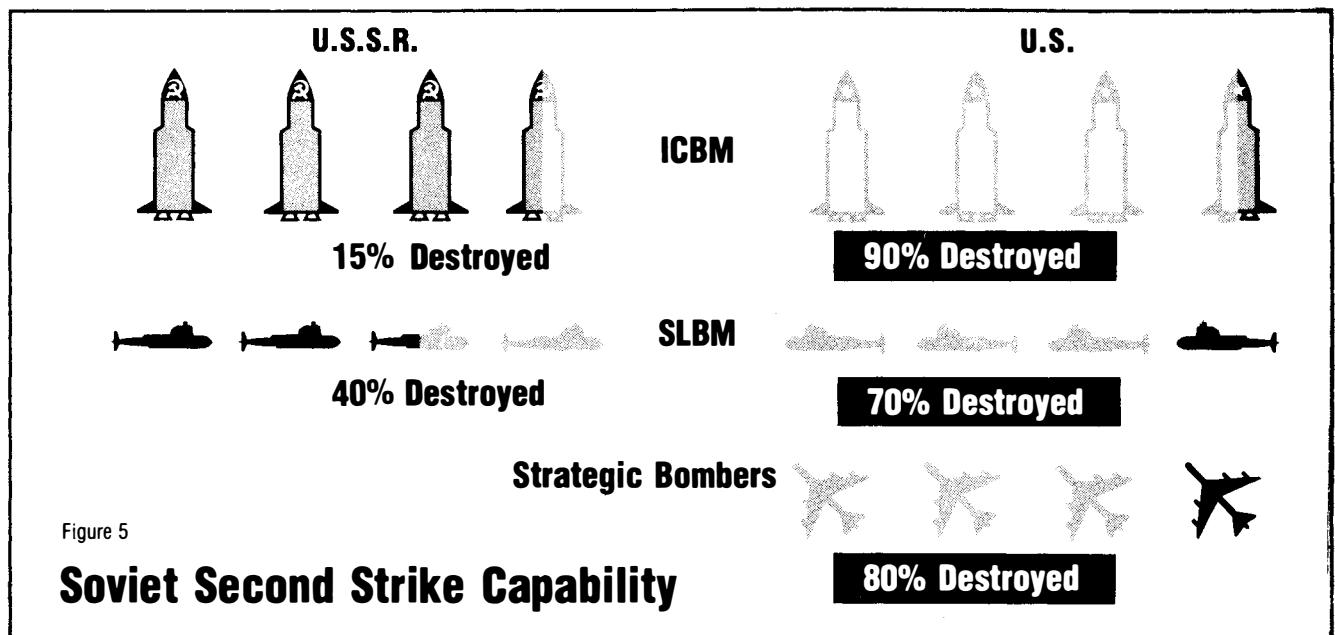 U.S.S.R.
U.S.
ICBM
15% Destroyed
90% Destroyed
SLBM
40% Destroyed
70% Destroyed
Strategic Bombers
80% Destroyed
Figure 5
Soviet Second Strike Capability